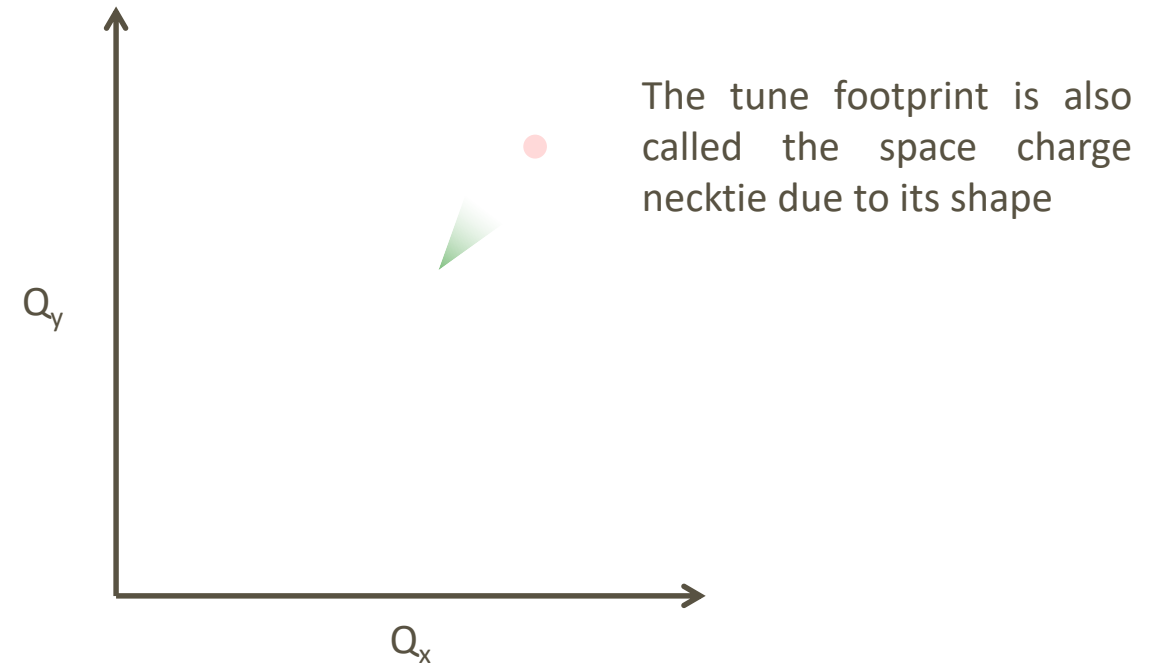 The tune footprint is also
called the space charge
necktie due to its shape
Qy
Qx